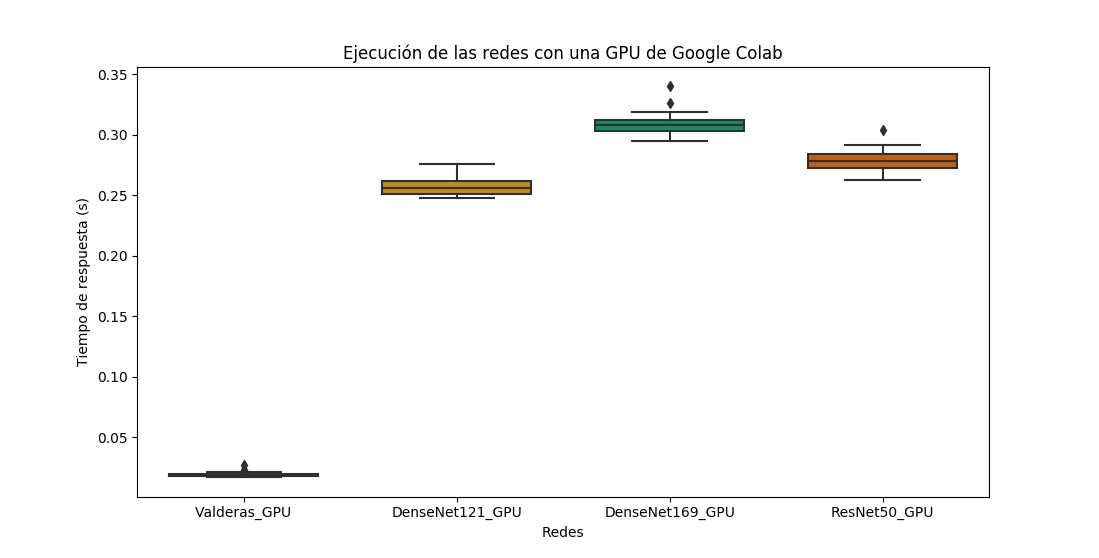 Ejecución de las redes con una GPU de Google Colab
Tiempo de respuesta (s)
0.35
0.30
0.25
0.20
0.15
0.10
0.05
Valderas_GPU
DenseNet121_GPU
DenseNet169_GPU
ResNet50_GPU
Redes